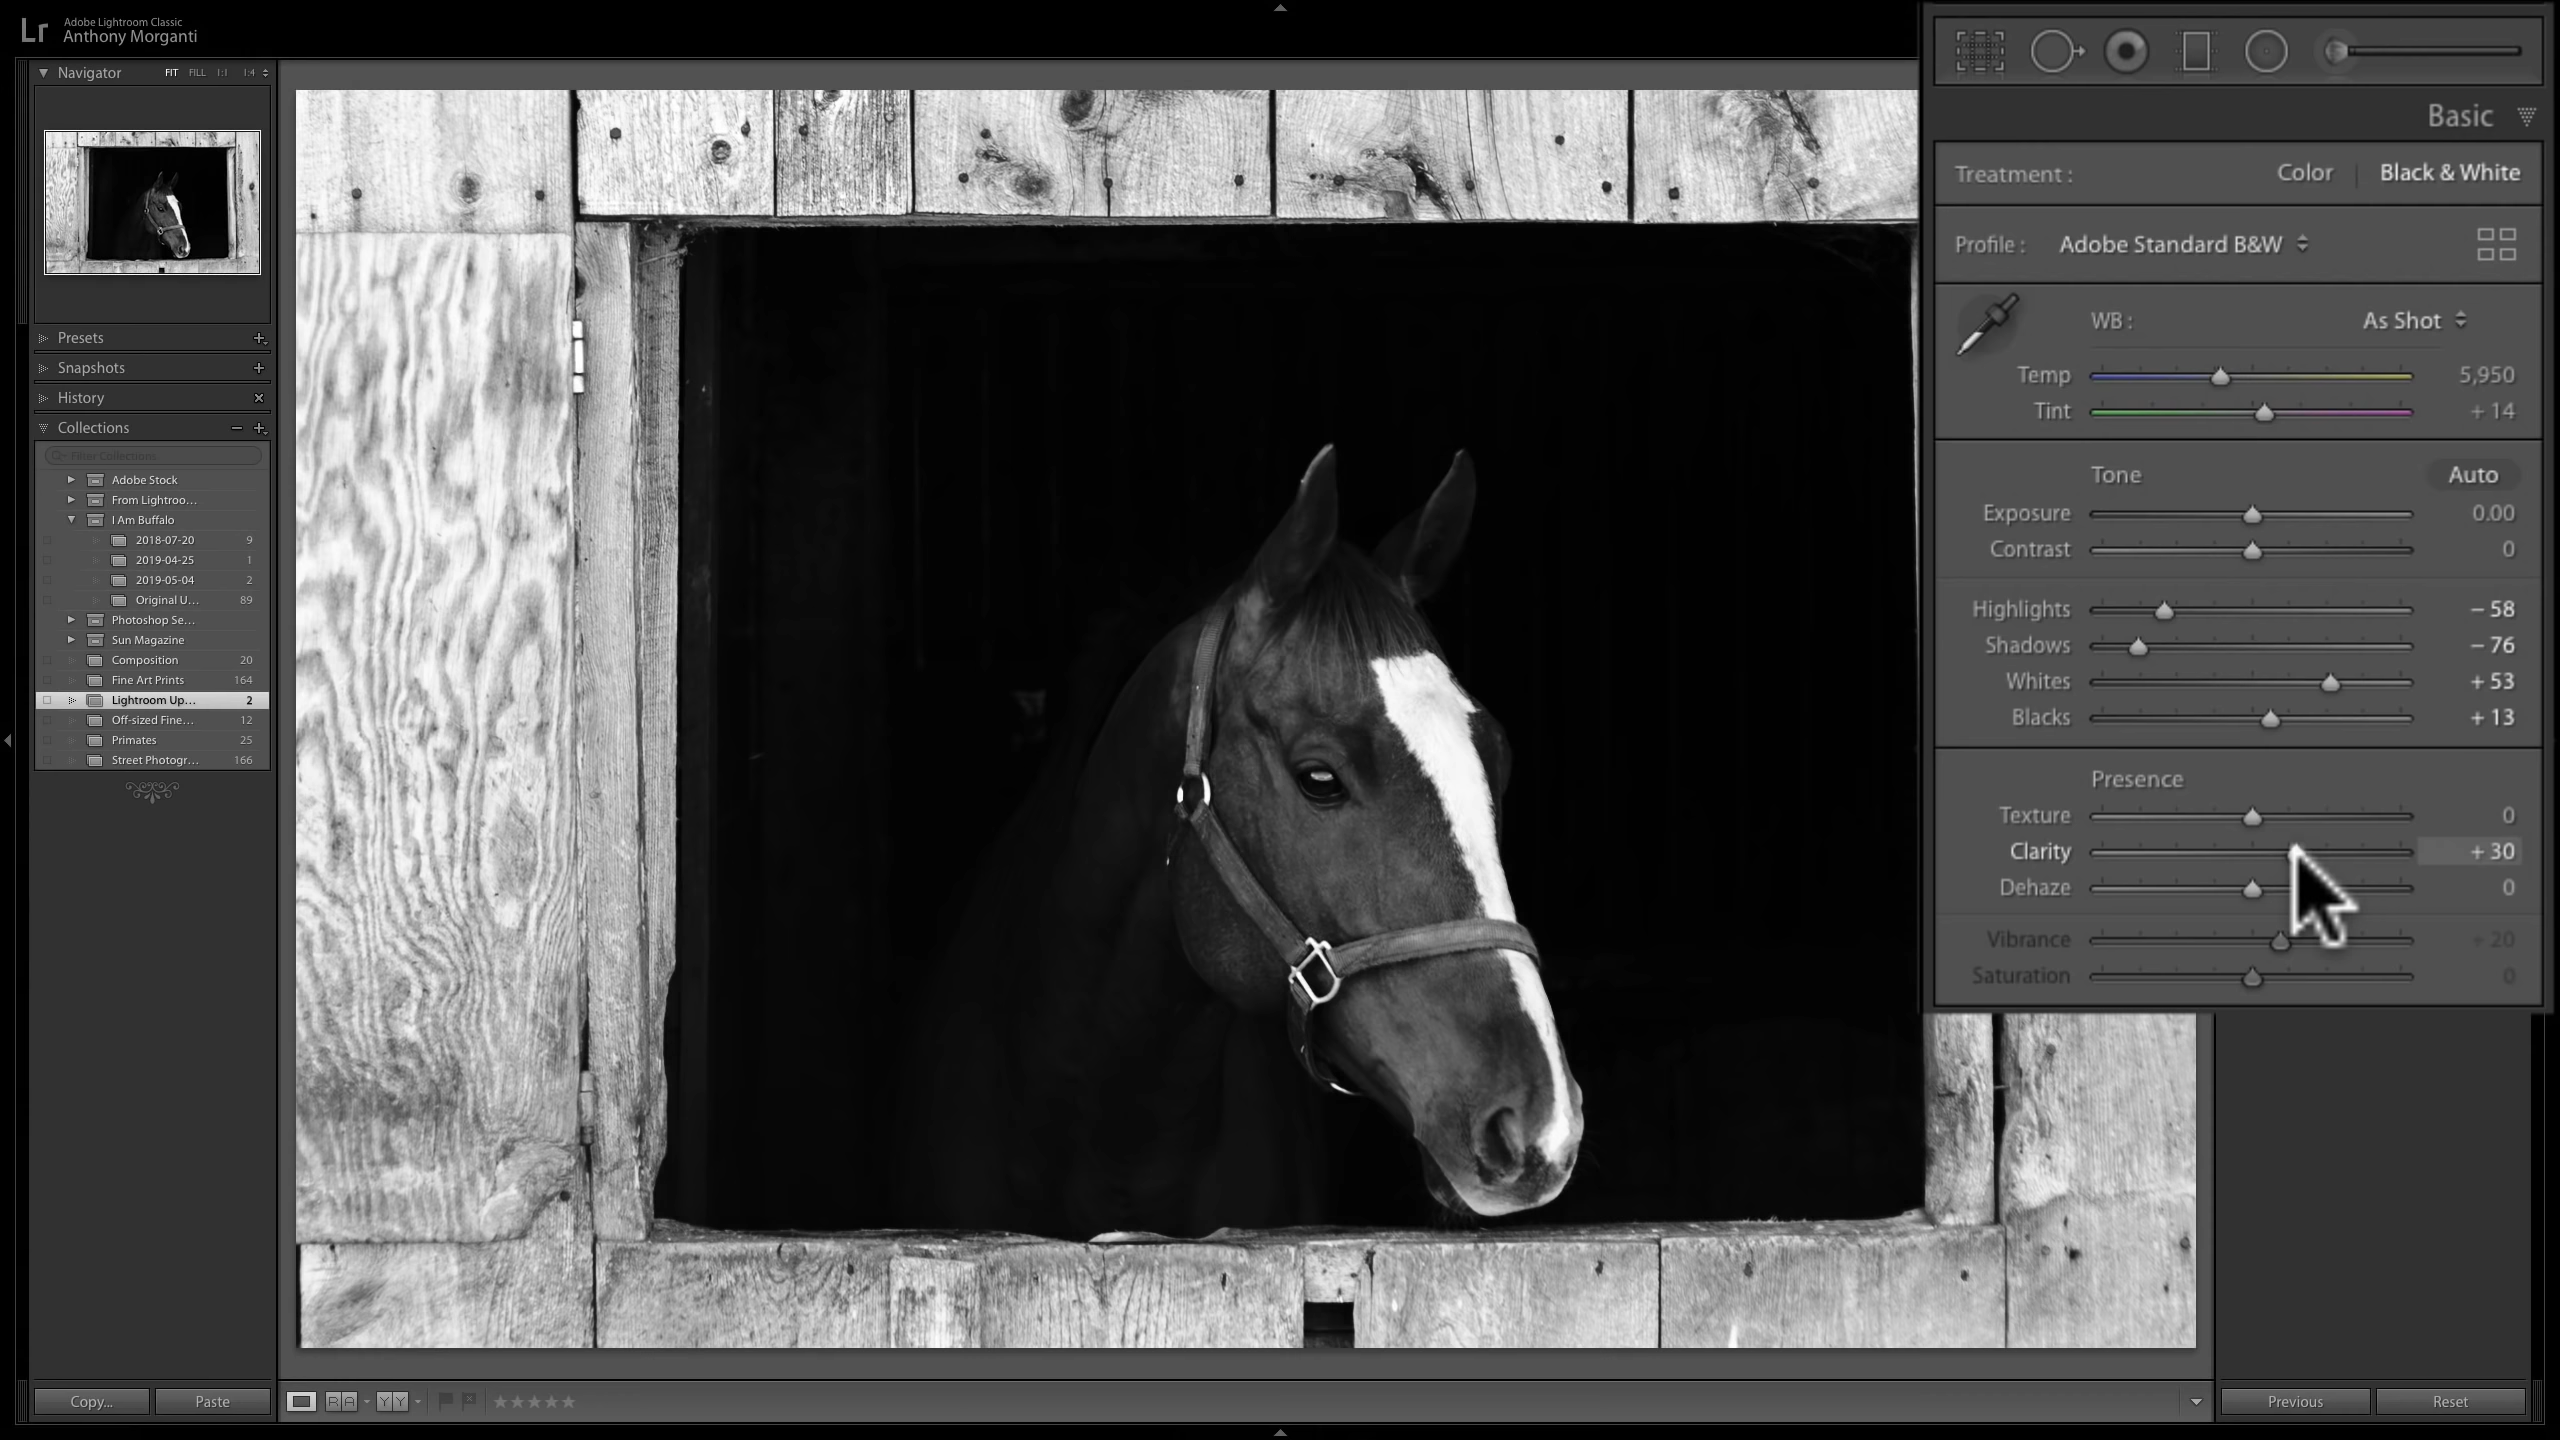 Lr
Adobe Lightroom Classic
Anthony Morganti
Navigator FIT FILL 1:1 1:4
Presets
Snapshots
History
Collections
Filter Collections
Adobe Stock
From Lightroo...
I Am Buffalo
2018-07-20 9
2019-04-25 1
2019-05-04 2
Original U... 89
Photoshop Se...
Sun Magazine
Composition 20
Fine Art Prints 164
Lightroom Up... 2
Off-sized Fine... 12
Primates 25
Street Photogr... 166
Copy... Paste
R A Y Y
Basic
Treatment : Color Black & White
Profile : Adobe Standard B&W
WB : As Shot
Temp 5,950
Tint + 14
Tone Auto
Exposure 0.00
Contrast 0
Highlights − 58
Shadows − 76
Whites + 53
Blacks + 13
Presence
Texture 0
Clarity + 30
Dehaze 0
Vibrance + 20
Saturation 0
Previous Reset